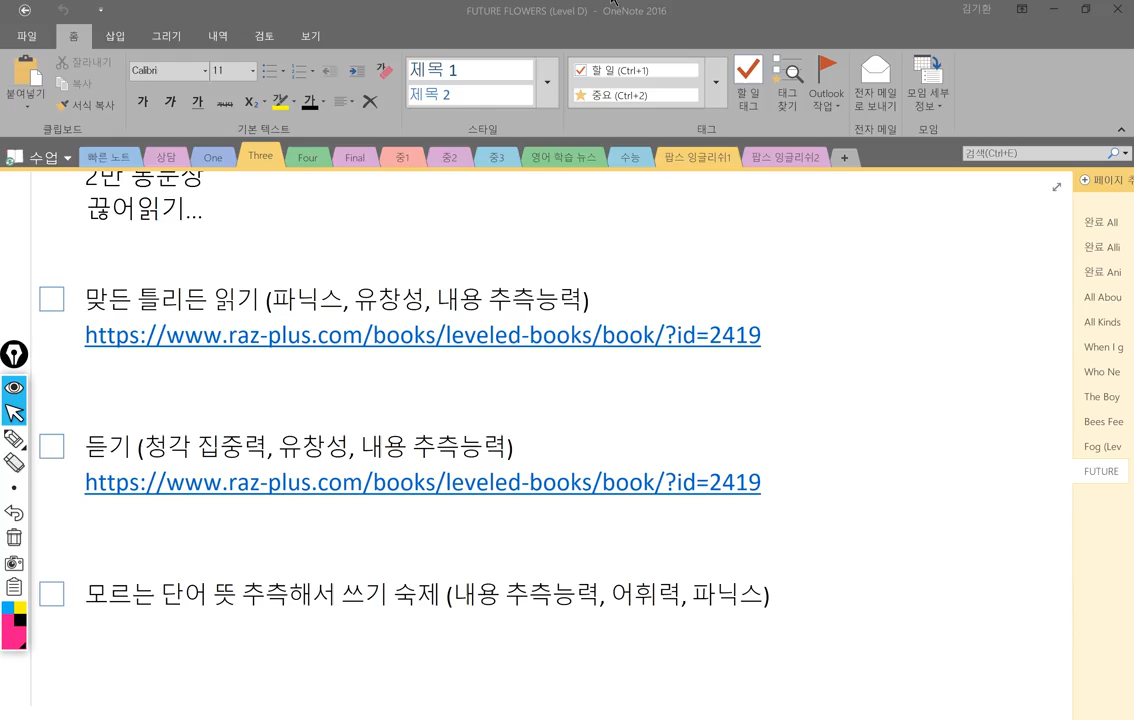 FUTURE FLOWERS (Level D) - OneNote 2016
김기환
파일 홈 삽입 그리기 내역 검토 보기
붙여넣기
잘라내기
복사
서식 복사
클립보드
Calibri 11
가 가 가 abc X₂ 가
기본 텍스트
제목 1
제목 2
스타일
할 일 (Ctrl+1)
중요 (Ctrl+2)
할 일
태그
태그
찾기
Outlook
작업
태그
전자 메일
로 보내기
전자 메일
모임 세부
정보
모임
수업 빠른 노트 상담 One Three Four Final 중1 중2 중3 영어 학습 뉴스 수능 팝스 잉글리쉬1 팝스 잉글리쉬2
검색(Ctrl+E)
2만 통문장
끊어읽기...
맞든 틀리든 읽기 (파닉스, 유창성, 내용 추측능력)
https://www.raz-plus.com/books/leveled-books/book/?id=2419
듣기 (청각 집중력, 유창성, 내용 추측능력)
https://www.raz-plus.com/books/leveled-books/book/?id=2419
모르는 단어 뜻 추측해서 쓰기 숙제 (내용 추측능력, 어휘력, 파닉스)
페이지 추
완료 All
완료 Alli
완료 Ani
All Abou
All Kinds
When I g
Who Ne
The Boy
Bees Fee
Fog (Lev
FUTURE